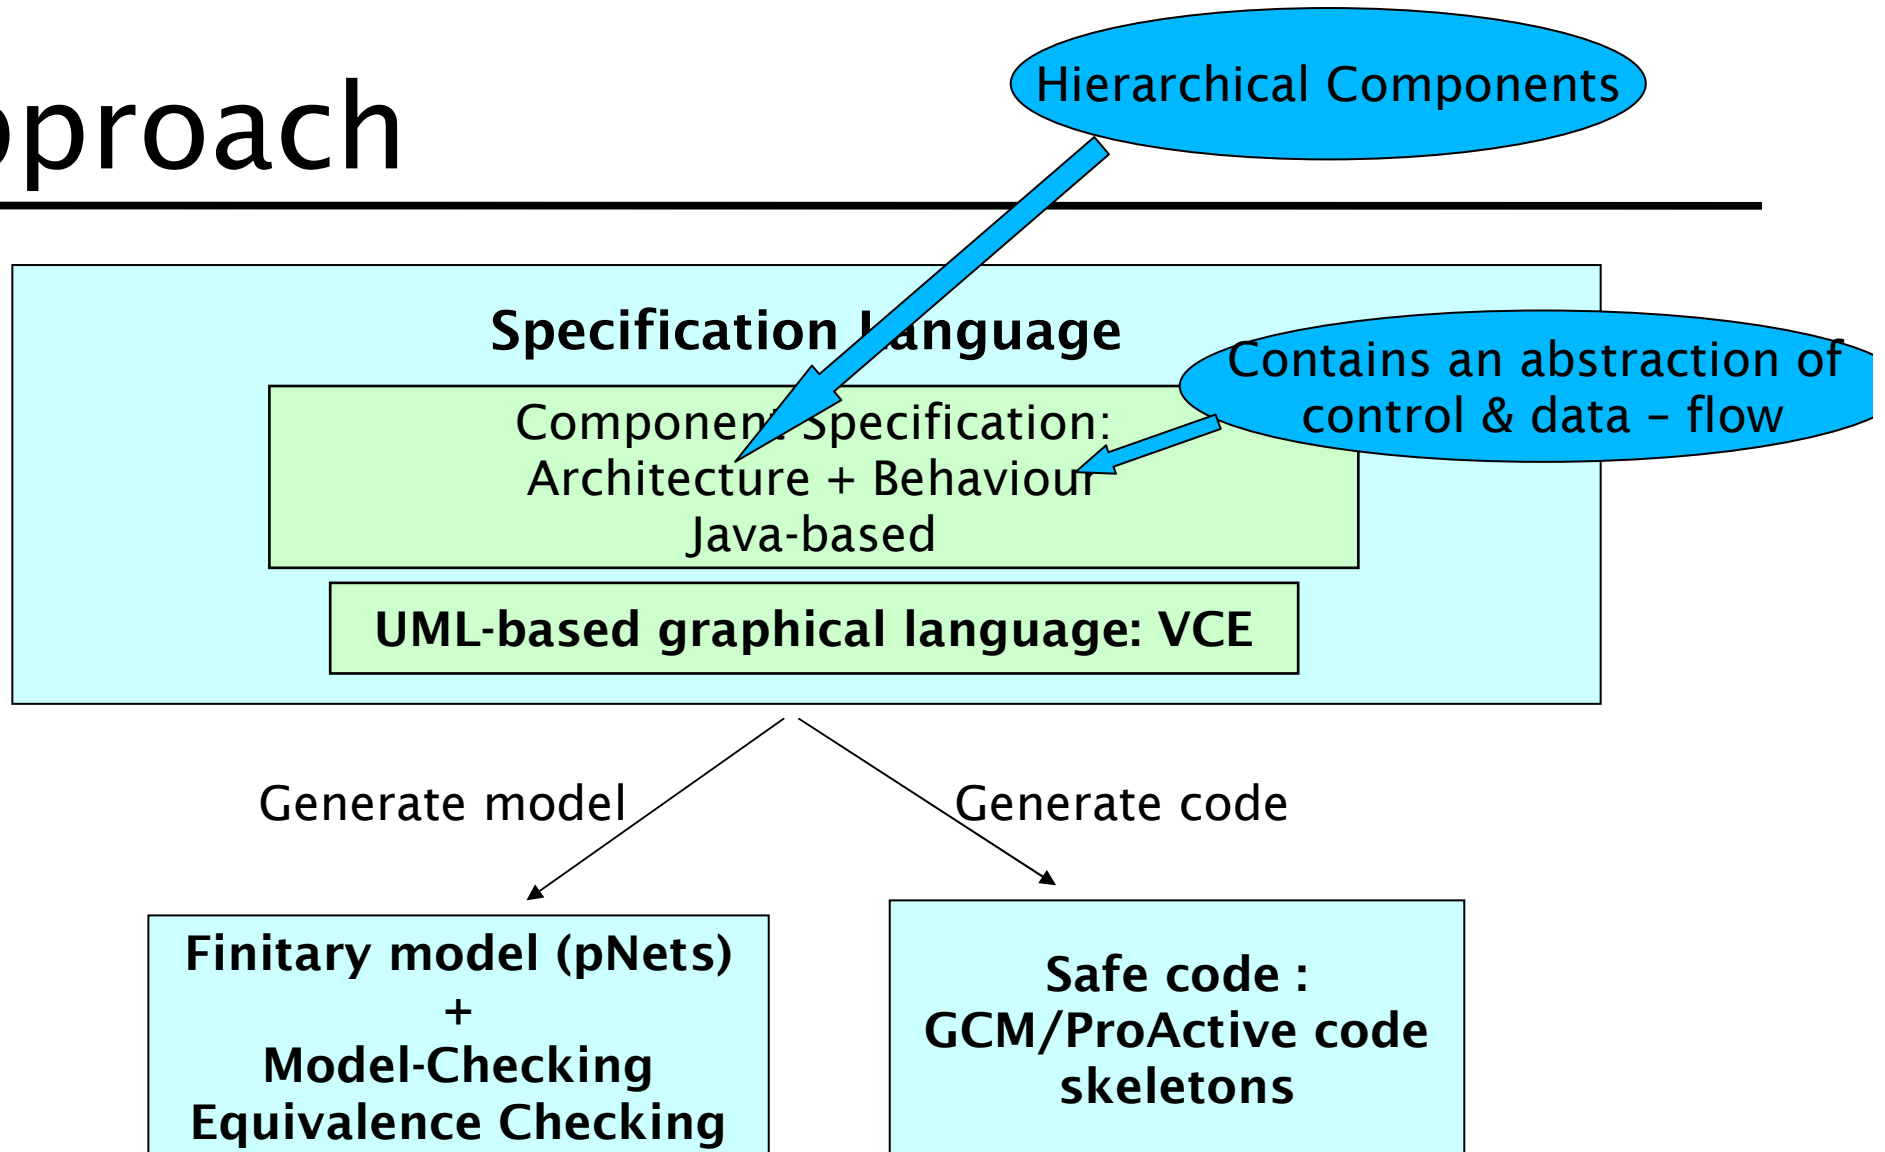 pproach
Hierarchical Components
Specification Language
Contains an abstraction of
control & data – flow
Component Specification:
Architecture + Behaviour
Java-based
UML-based graphical language: VCE
Generate model
Generate code
Finitary model (pNets)
+
Model-Checking
Equivalence Checking
Safe code :
GCM/ProActive code
skeletons